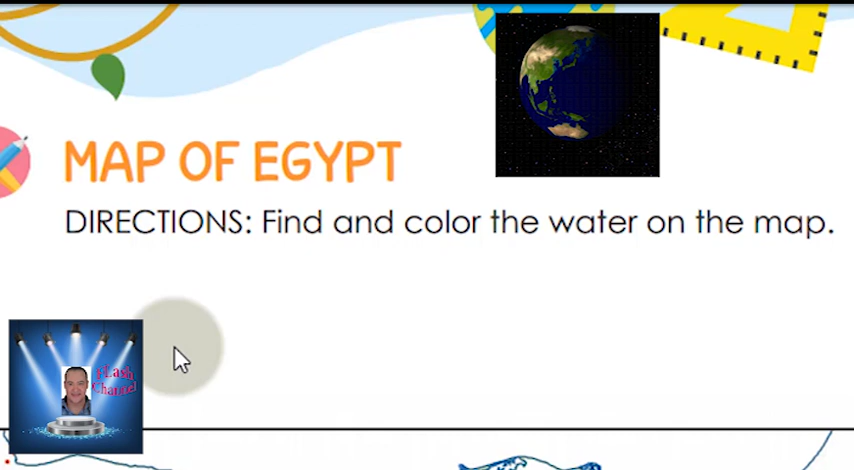 MAP OF EGYPT
DIRECTIONS: Find and color the water on the map.
FLash
Channel